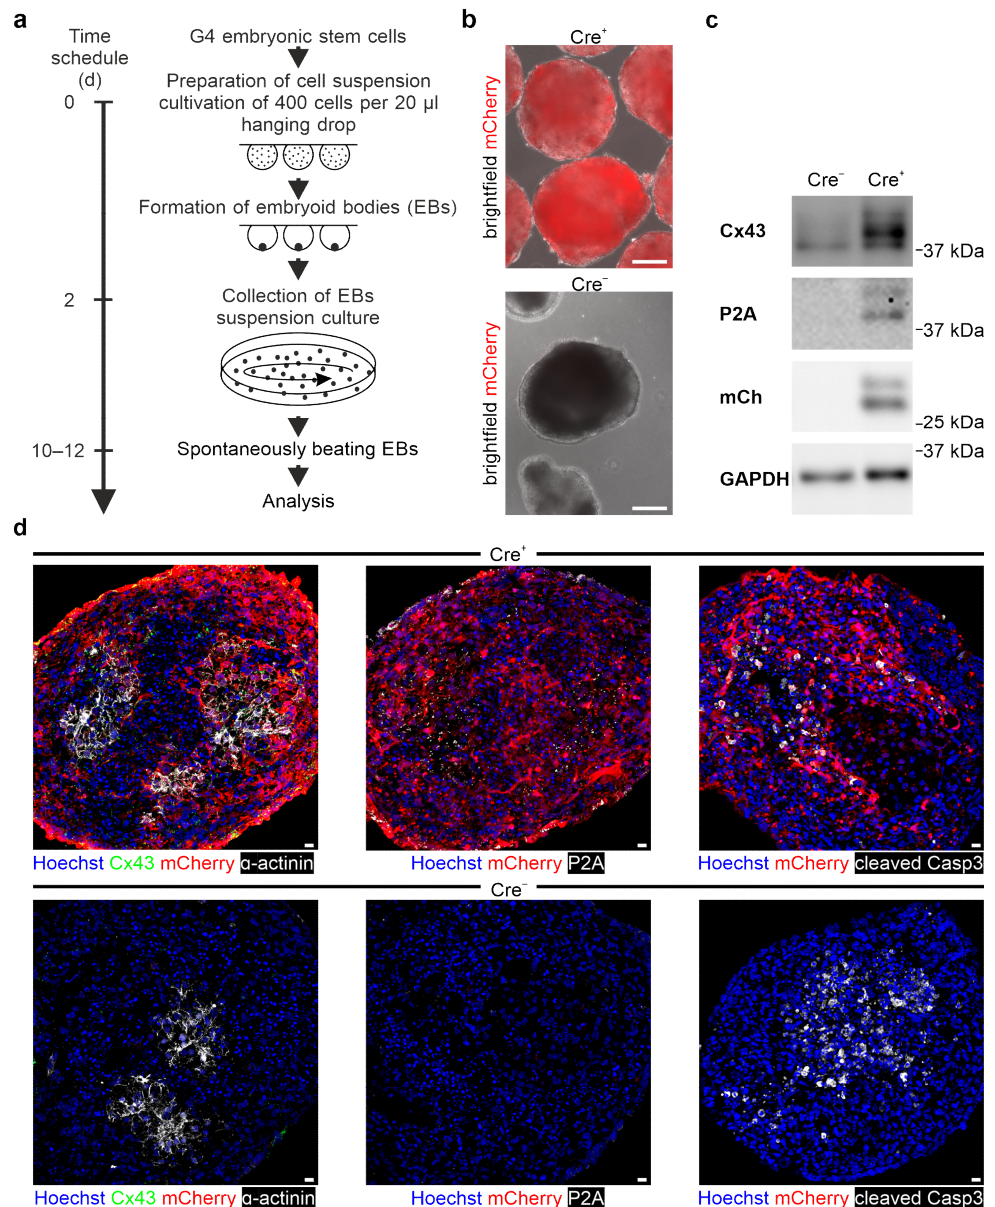 a
Time
schedule
(d)
0
2
10–12
G4 embryonic stem cells
Preparation of cell suspension
cultivation of 400 cells per 20 µl
hanging drop
Formation of embryoid bodies (EBs)
Collection of EBs
suspension culture
Spontaneously beating EBs
Analysis
b
Cre⁺
brightfield mCherry
Cre⁻
brightfield mCherry
c
Cre⁻ Cre⁺
Cx43
–37 kDa
P2A
–37 kDa
mCh
–25 kDa
–37 kDa
GAPDH
d
Cre⁺
Hoechst Cx43 mCherry α-actinin
Hoechst mCherry P2A
Hoechst mCherry cleaved Casp3
Cre⁻
Hoechst Cx43 mCherry α-actinin
Hoechst mCherry P2A
Hoechst mCherry cleaved Casp3